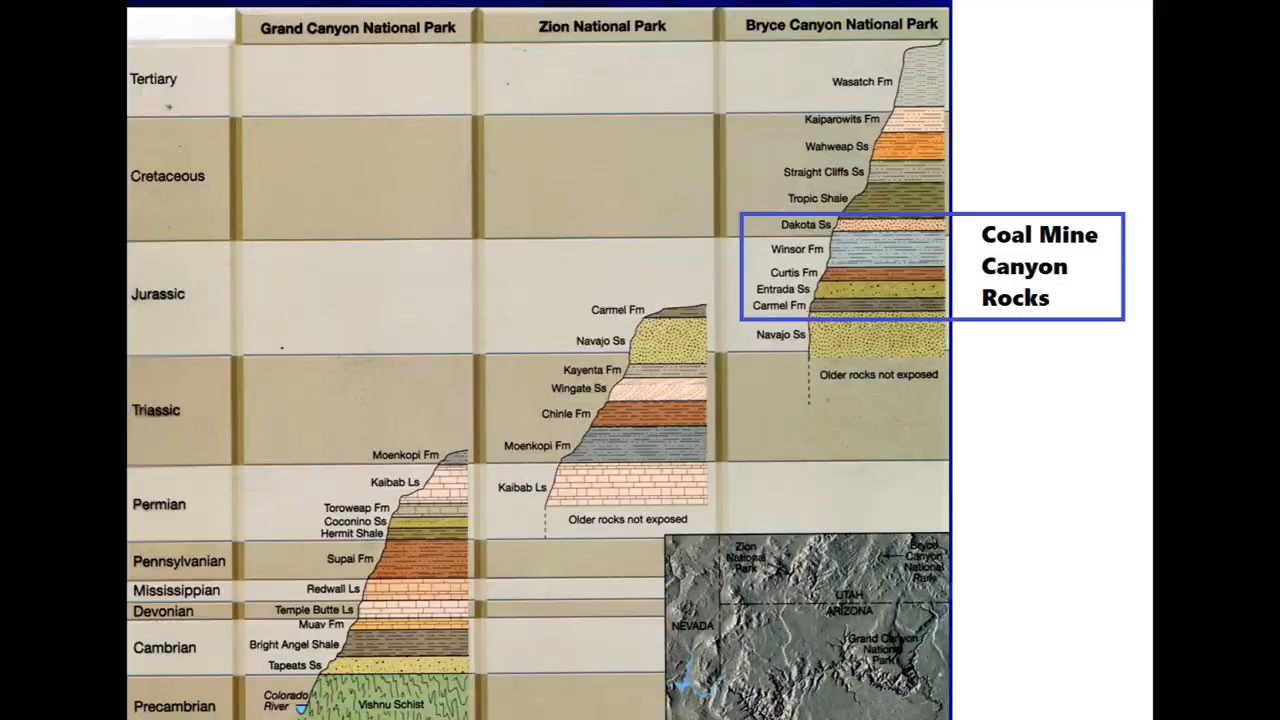 Grand Canyon National Park
Zion National Park
Bryce Canyon National Park
Tertiary
Cretaceous
Jurassic
Triassic
Permian
Pennsylvanian
Mississippian
Devonian
Cambrian
Precambrian
Moenkopi Fm
Kaibab Ls
Toroweap Fm
Coconino Ss
Hermit Shale
Supai Fm
Redwall Ls
Temple Butte Ls
Muav Fm
Bright Angel Shale
Tapeats Ss
Colorado
River
Vishnu Schist
Carmel Fm
Navajo Ss
Kayenta Fm
Wingate Ss
Chinle Fm
Moenkopi Fm
Kaibab Ls
Older rocks not exposed
Wasatch Fm
Kaiparowits Fm
Wahweap Ss
Straight Cliffs Ss
Tropic Shale
Dakota Ss
Winsor Fm
Curtis Fm
Entrada Ss
Carmel Fm
Navajo Ss
Older rocks not exposed
Coal Mine
Canyon
Rocks
Zion
National
Park
Bryce
Canyon
National
Park
UTAH
ARIZONA
NEVADA
Grand Canyon
National
Park